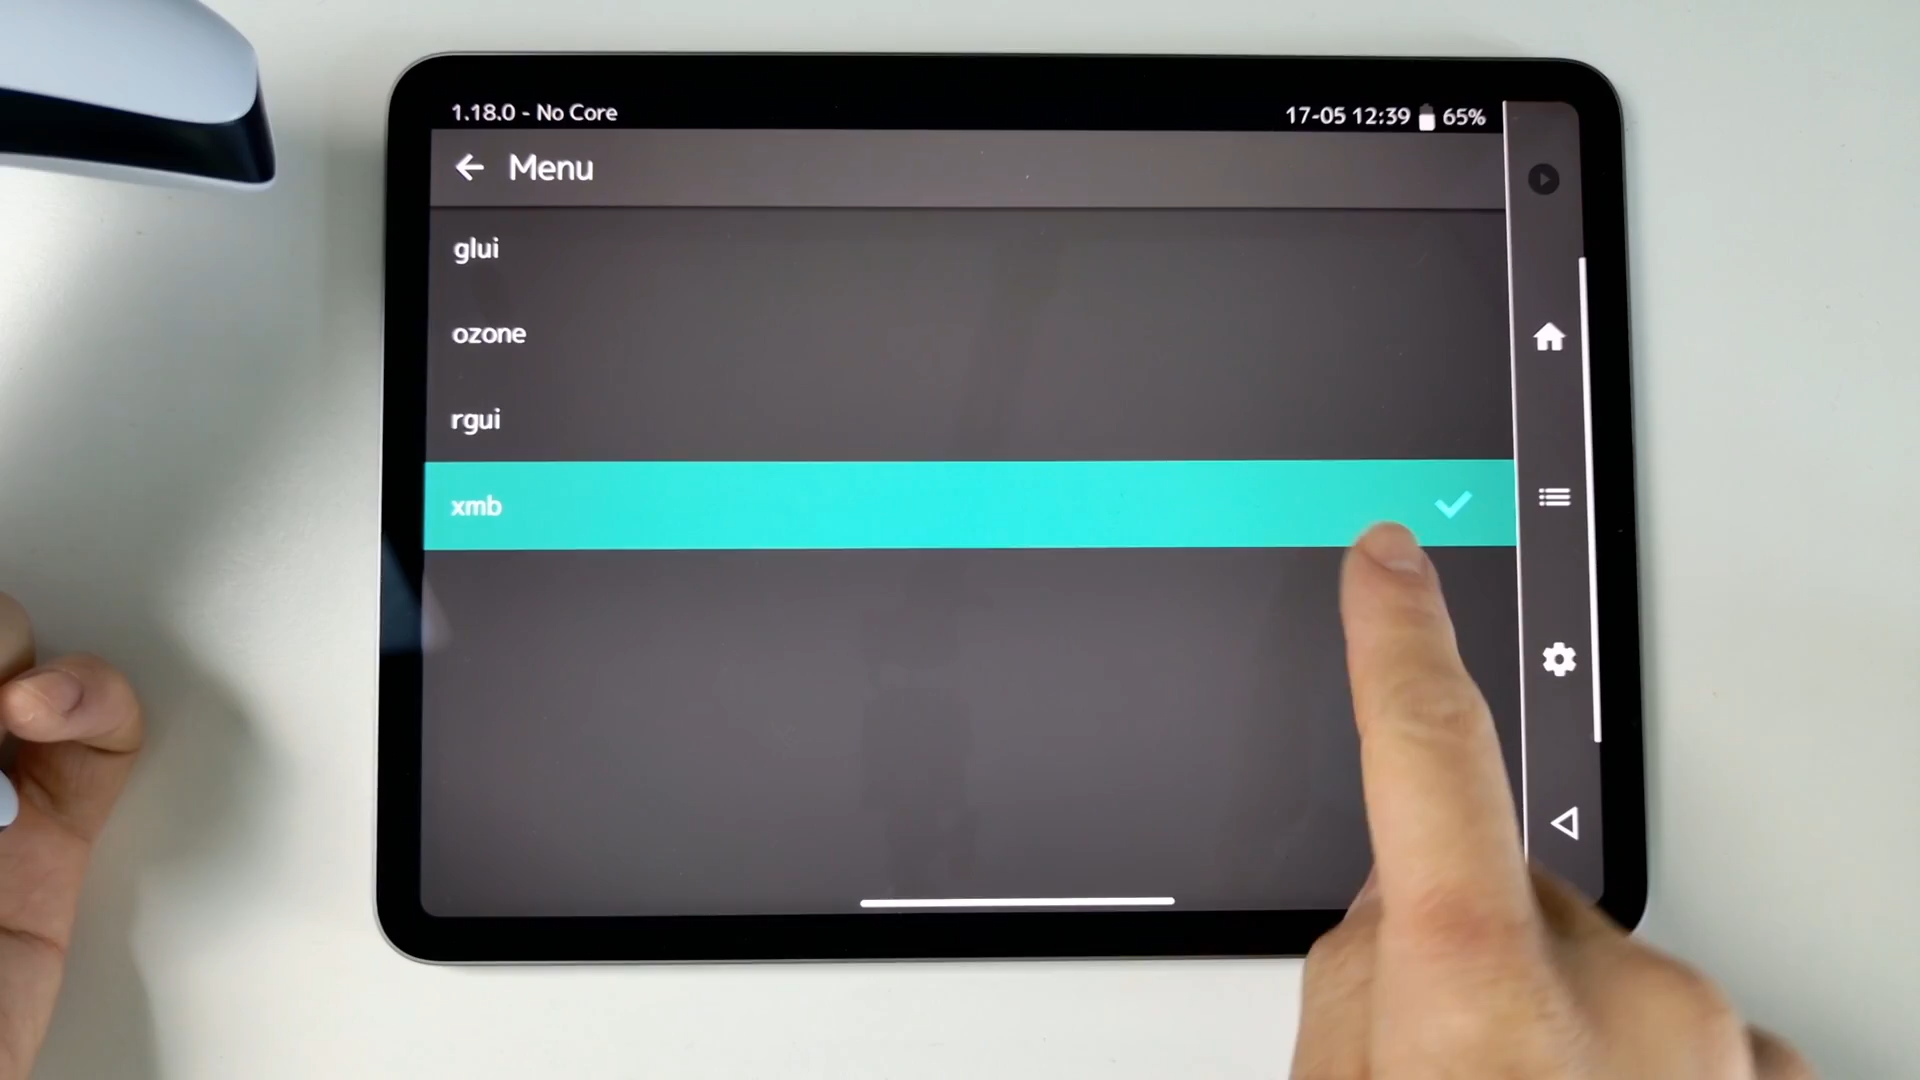 1.18.0 - No Core
17-05 12:39 65%
Menu
glui
ozone
rgui
xmb